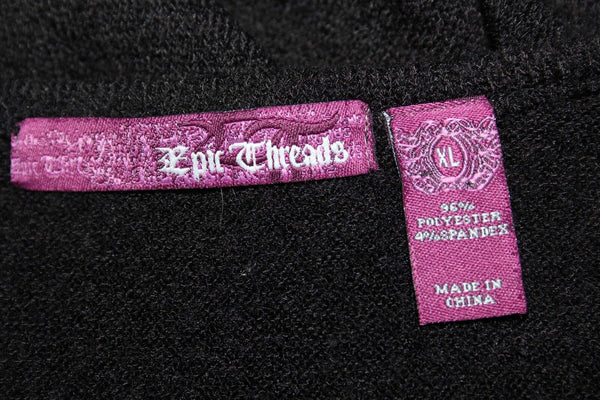 Epic Threads
XL
96%
POLYESTER
4%SPANDEX
MADE IN
CHINA